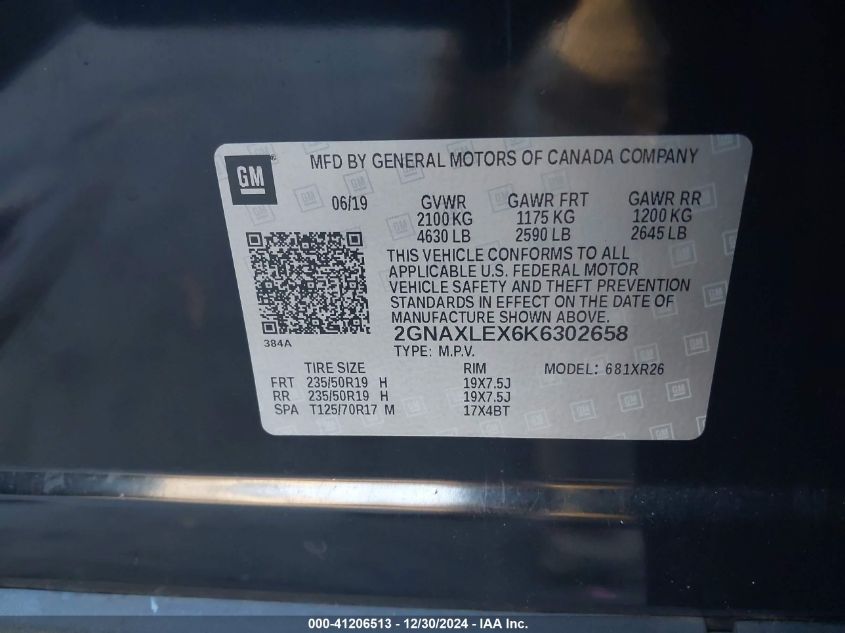 GM
®
MFD BY GENERAL MOTORS OF CANADA COMPANY
06/19 GVWR GAWR FRT GAWR RR
2100 KG 1175 KG 1200 KG
4630 LB 2590 LB 2645 LB
THIS VEHICLE CONFORMS TO ALL
APPLICABLE U.S. FEDERAL MOTOR
VEHICLE SAFETY AND THEFT PREVENTION
STANDARDS IN EFFECT ON THE DATE OF
MANUFACTURE SHOWN ABOVE.
384A
2GNAXLEX6K6302658
TYPE: M.P.V.
TIRE SIZE RIM MODEL: 681XR26
FRT 235/50R19 H 19X7.5J
RR 235/50R19 H 19X7.5J
SPA T125/70R17 M 17X4BT
000-41206513 - 12/30/2024 - IAA Inc.